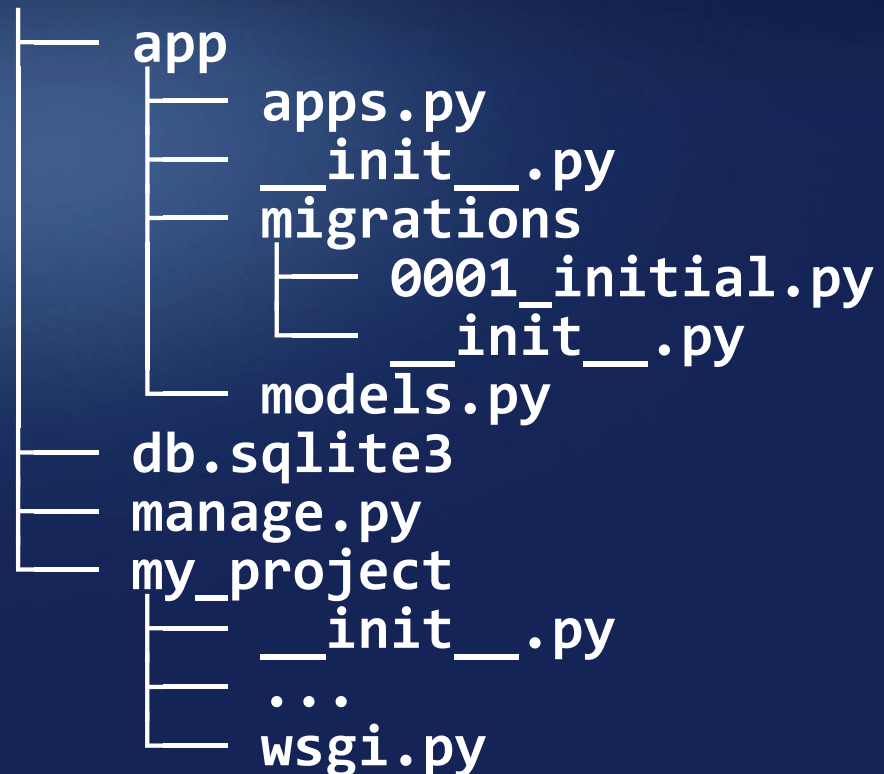 app
apps.py
__init__.py
migrations
0001_initial.py
__init__.py
models.py
db.sqlite3
manage.py
my_project
__init__.py
...
wsgi.py